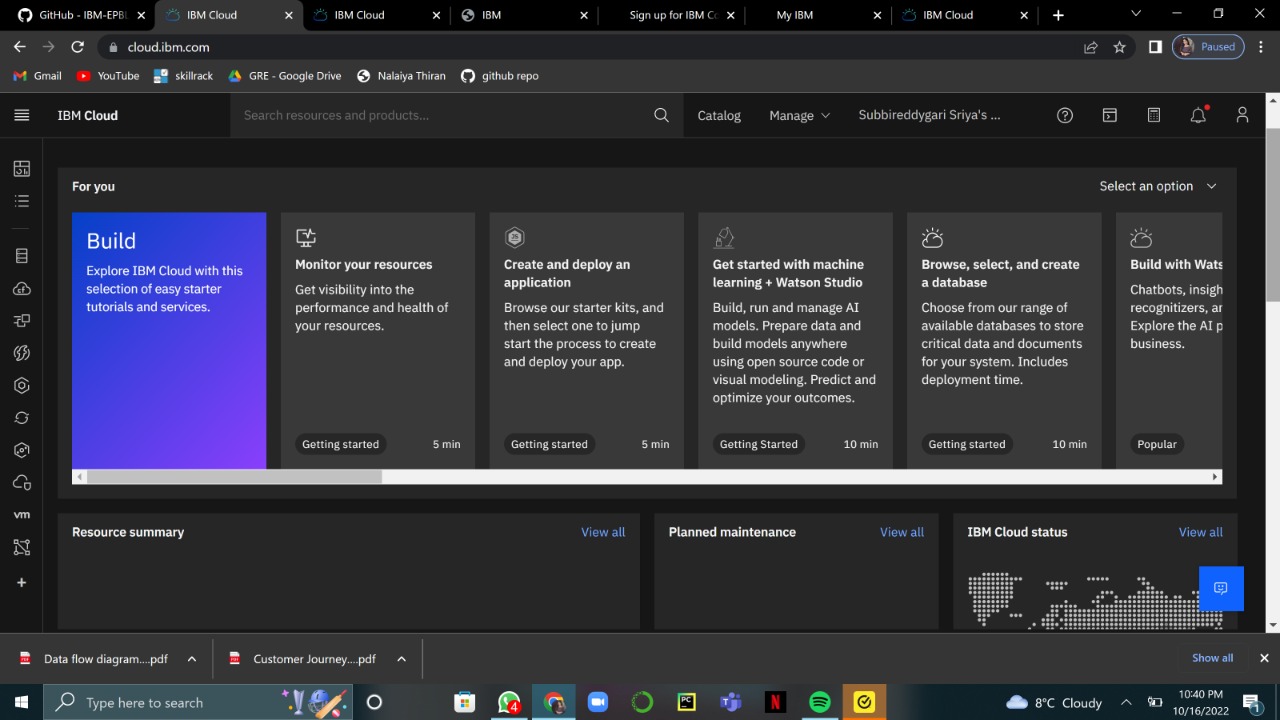 GitHub - IBM-EPBL
IBM Cloud
IBM Cloud
IBM
Sign up for IBM Co
My IBM
IBM Cloud
cloud.ibm.com
Paused
Gmail
YouTube
skillrack
GRE - Google Drive
Nalaiya Thiran
github repo
IBM Cloud
Search resources and products...
Catalog
Manage
Subbireddygari Sriya's ...
For you
Select an option
Build
Explore IBM Cloud with this
selection of easy starter
tutorials and services.
Monitor your resources
Get visibility into the
performance and health of
your resources.
Getting started
5 min
Create and deploy an
application
Browse our starter kits, and
then select one to jump
start the process to create
and deploy your app.
Getting started
5 min
Get started with machine
learning + Watson Studio
Build, run and manage AI
models. Prepare data and
build models anywhere
using open source code or
visual modeling. Predict and
optimize your outcomes.
Getting Started
10 min
Browse, select, and create
a database
Choose from our range of
available databases to store
critical data and documents
for your system. Includes
deployment time.
Getting started
10 min
Build with Wats
Chatbots, insigh
recognitizers, ar
Explore the AI p
business.
Popular
vm
Resource summary
View all
Planned maintenance
View all
IBM Cloud status
View all
Data flow diagram....pdf
Customer Journey....pdf
Show all
Type here to search
4
PC
N
8°C Cloudy
10:40 PM
10/16/2022
1